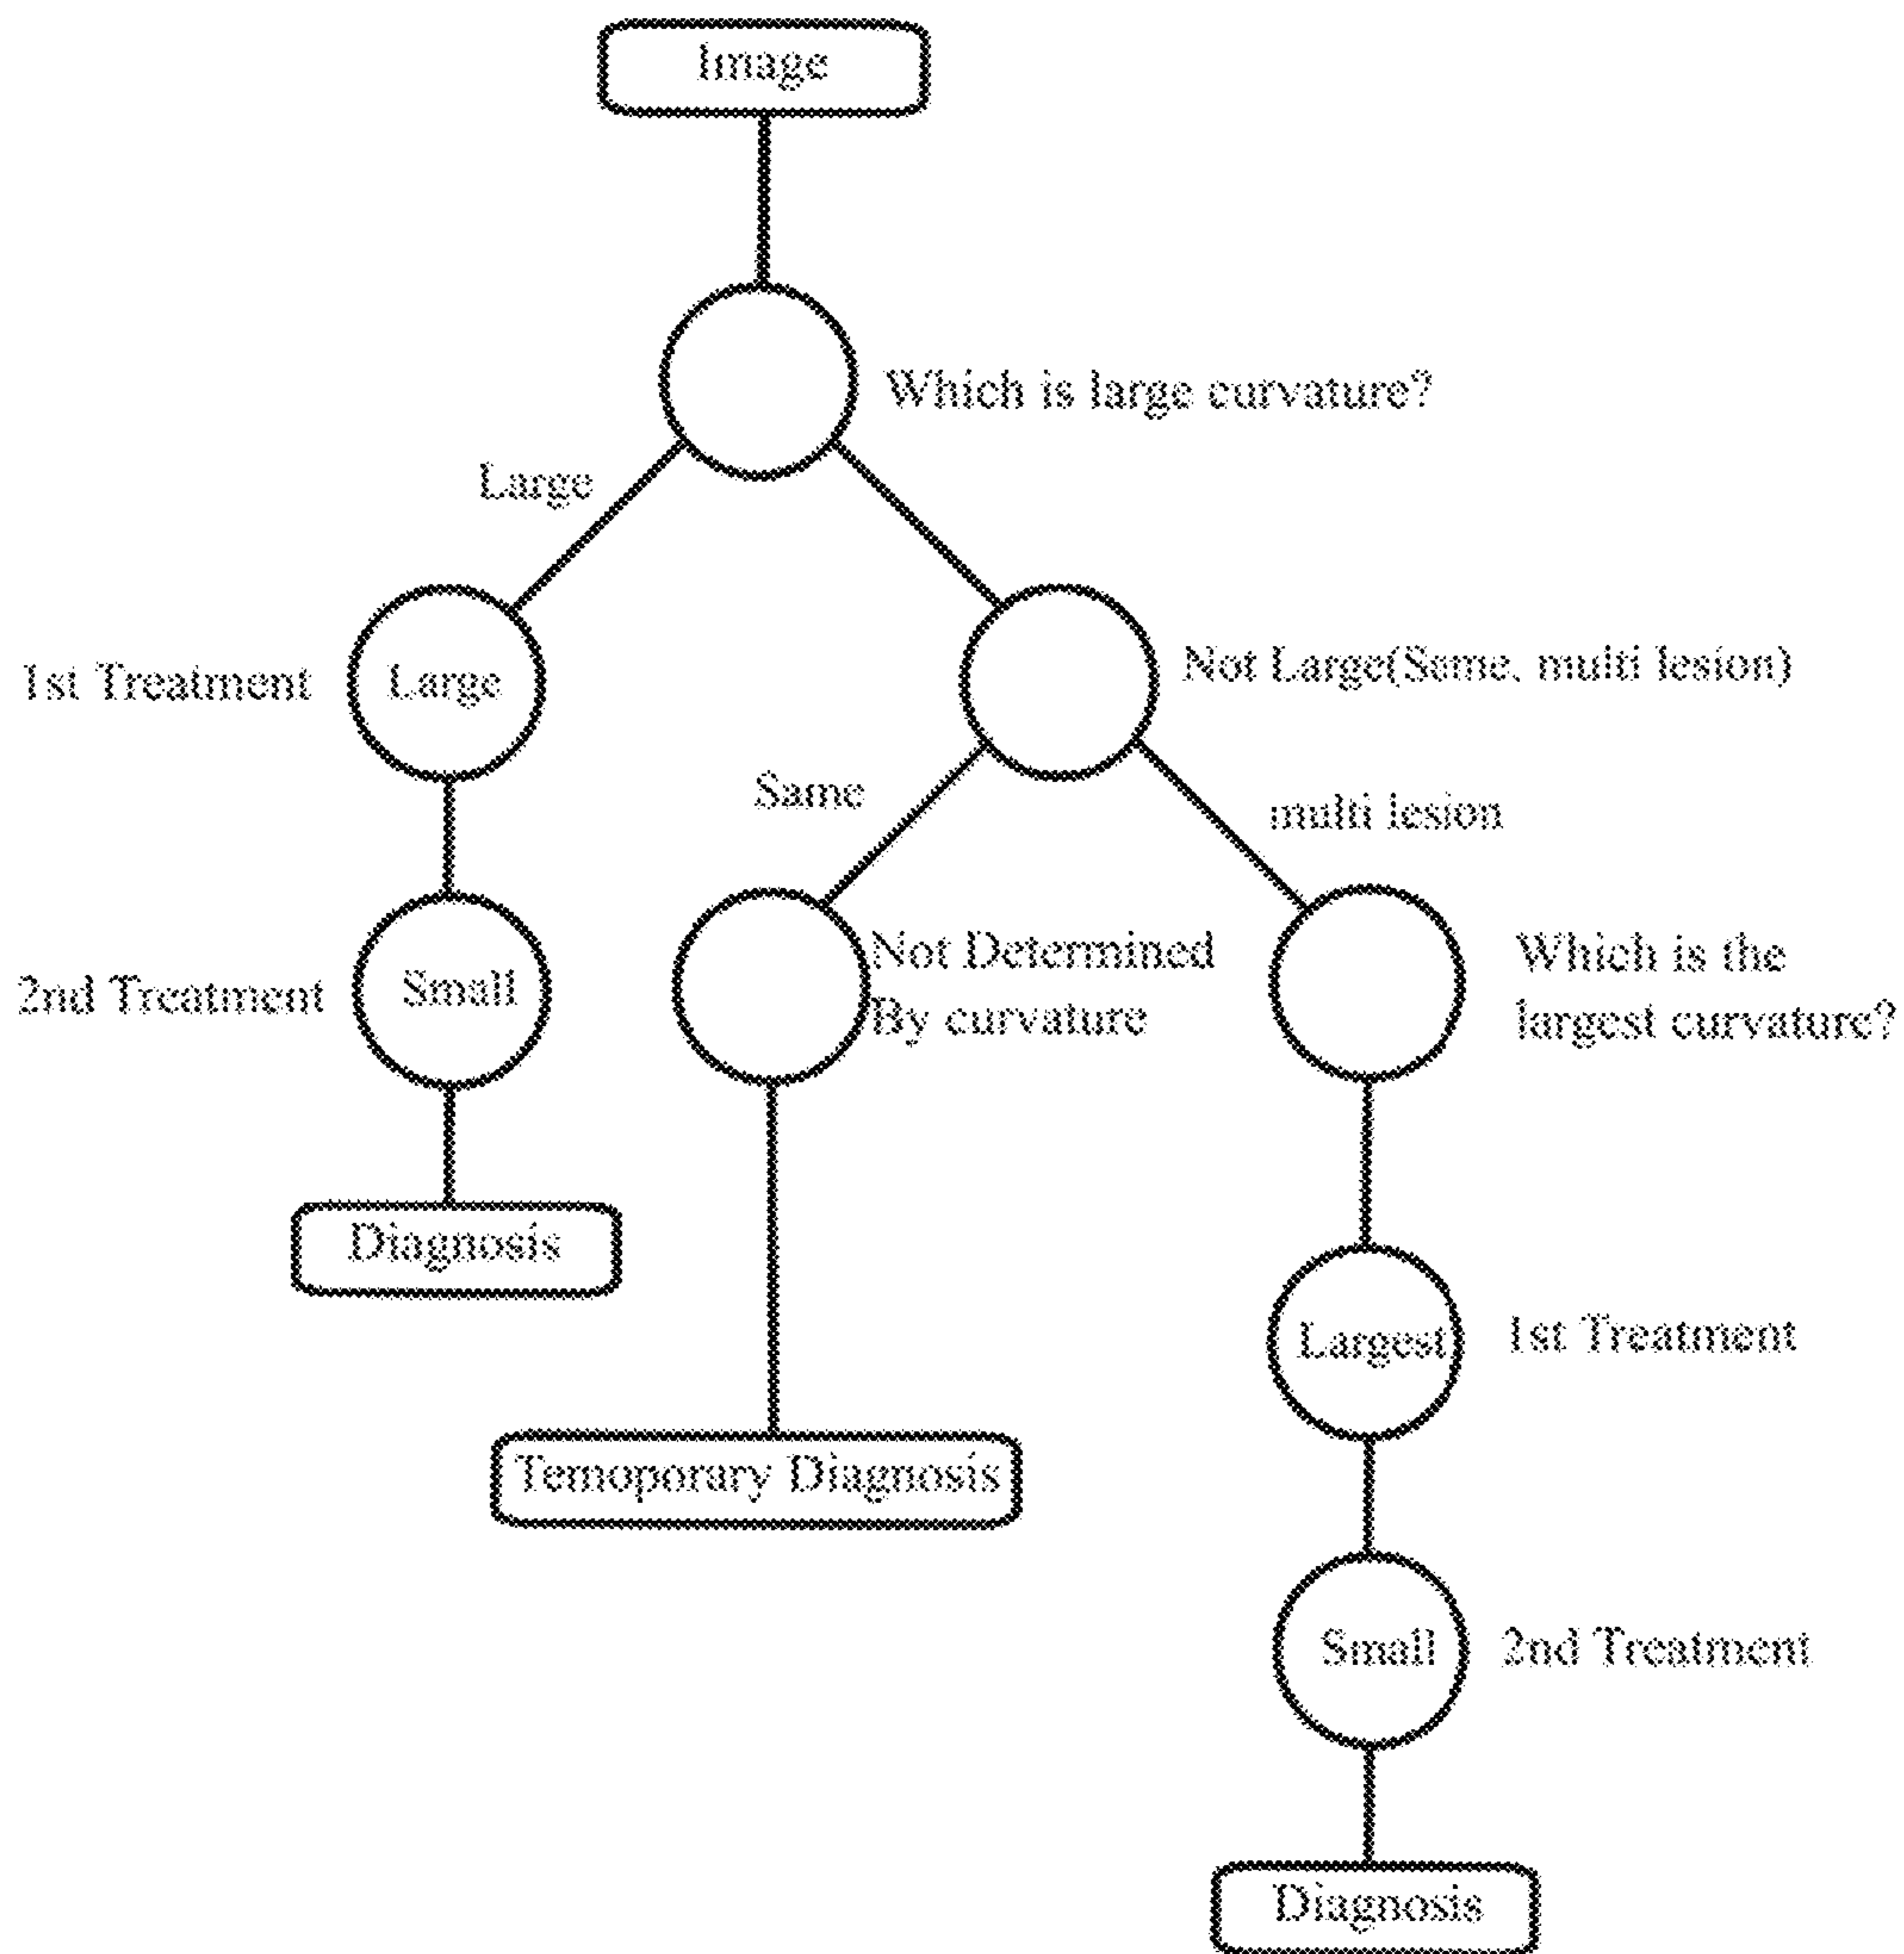 Image
Which is large curvature?
Large
1st Treatment
Large
Not Large(Same, multi lesion)
Same
multi lesion
2nd Treatment
Small
Not Determined
By curvature
Which is the
largest curvature?
Diagnosis
Largest
1st Treatment
Temoporary Diagnosis
Small
2nd Treatment
Diagnosis